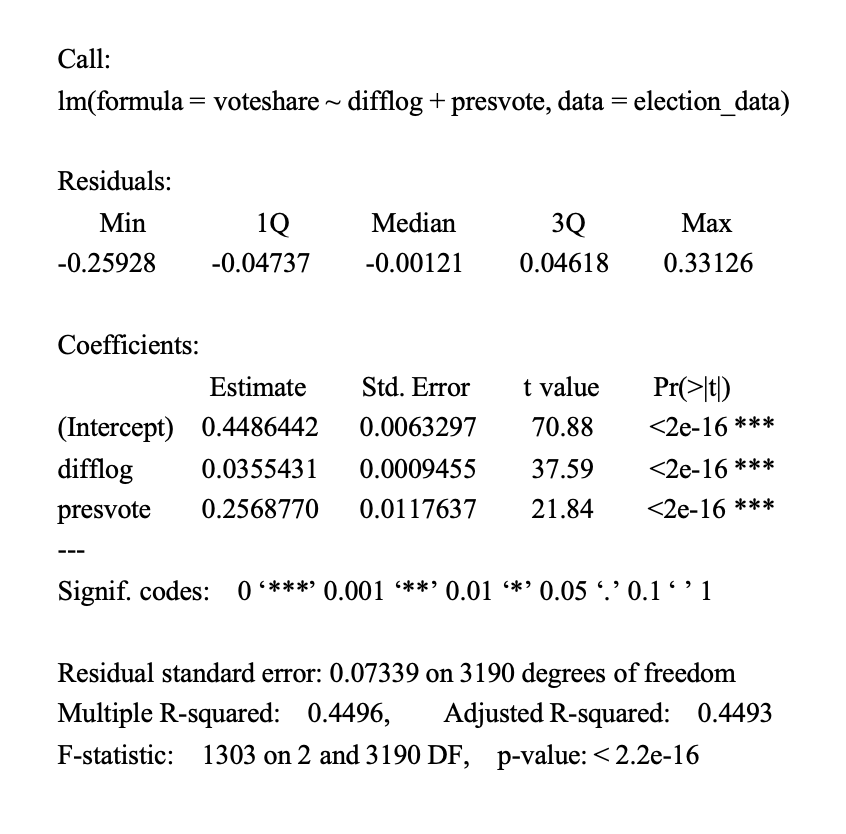 Call:
lm(formula = voteshare ~ difflog + presvote, data = election_data)
Residuals:
Min 1Q Median 3Q Max
-0.25928 -0.04737 -0.00121 0.04618 0.33126
Coefficients:
Estimate Std. Error t value Pr(>|t|)
(Intercept) 0.4486442 0.0063297 70.88 <2e-16 ***
difflog 0.0355431 0.0009455 37.59 <2e-16 ***
presvote 0.2568770 0.0117637 21.84 <2e-16 ***
---
Signif. codes: 0 ‘***’ 0.001 ‘**’ 0.01 ‘*’ 0.05 ‘.’ 0.1 ‘ ’ 1
Residual standard error: 0.07339 on 3190 degrees of freedom
Multiple R-squared: 0.4496, Adjusted R-squared: 0.4493
F-statistic: 1303 on 2 and 3190 DF, p-value: < 2.2e-16